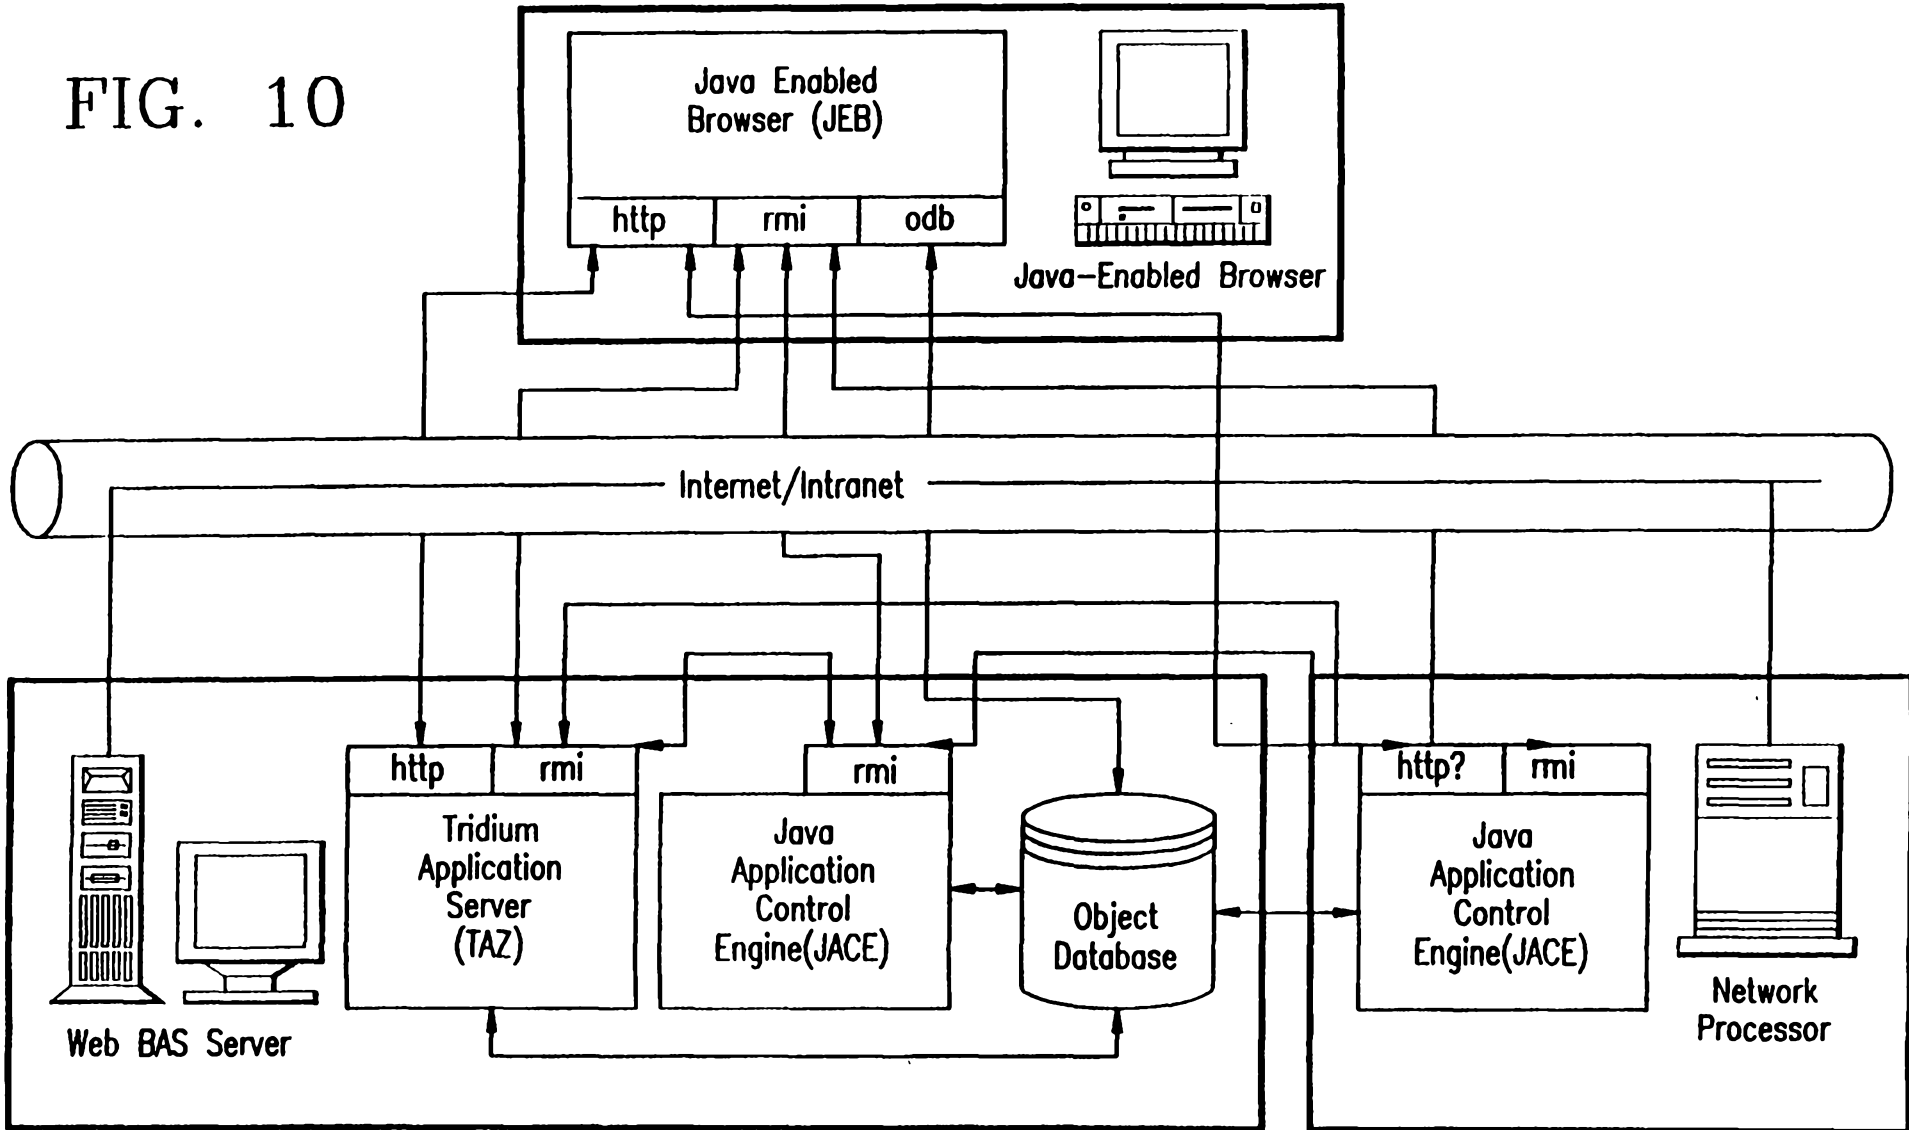 FIG. 10
Java Enabled
Browser (JEB)
http
rmi
odb
Java-Enabled Browser
Internet/Intranet
http
rmi
rmi
http?
rmi
Tridium
Application
Server
(TAZ)
Java
Application
Control
Engine(JACE)
Object
Database
Java
Application
Control
Engine(JACE)
Web BAS Server
Network
Processor